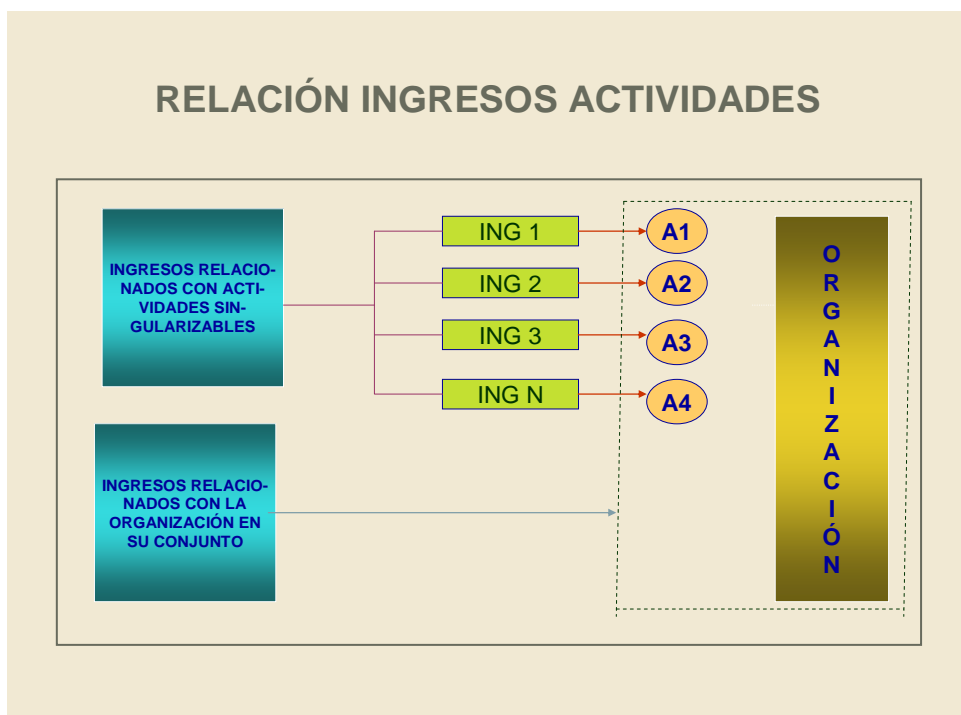 RELACIÓN INGRESOS ACTIVIDADES
INGRESOS RELACIO-
NADOS CON ACTI-
VIDADES SIN-
GULARIZABLES
ING 1
A1
ING 2
A2
ING 3
A3
ING N
A4
INGRESOS RELACIO-
NADOS CON LA
ORGANIZACIÓN EN
SU CONJUNTO
O
R
G
A
N
I
Z
A
C
I
Ó
N